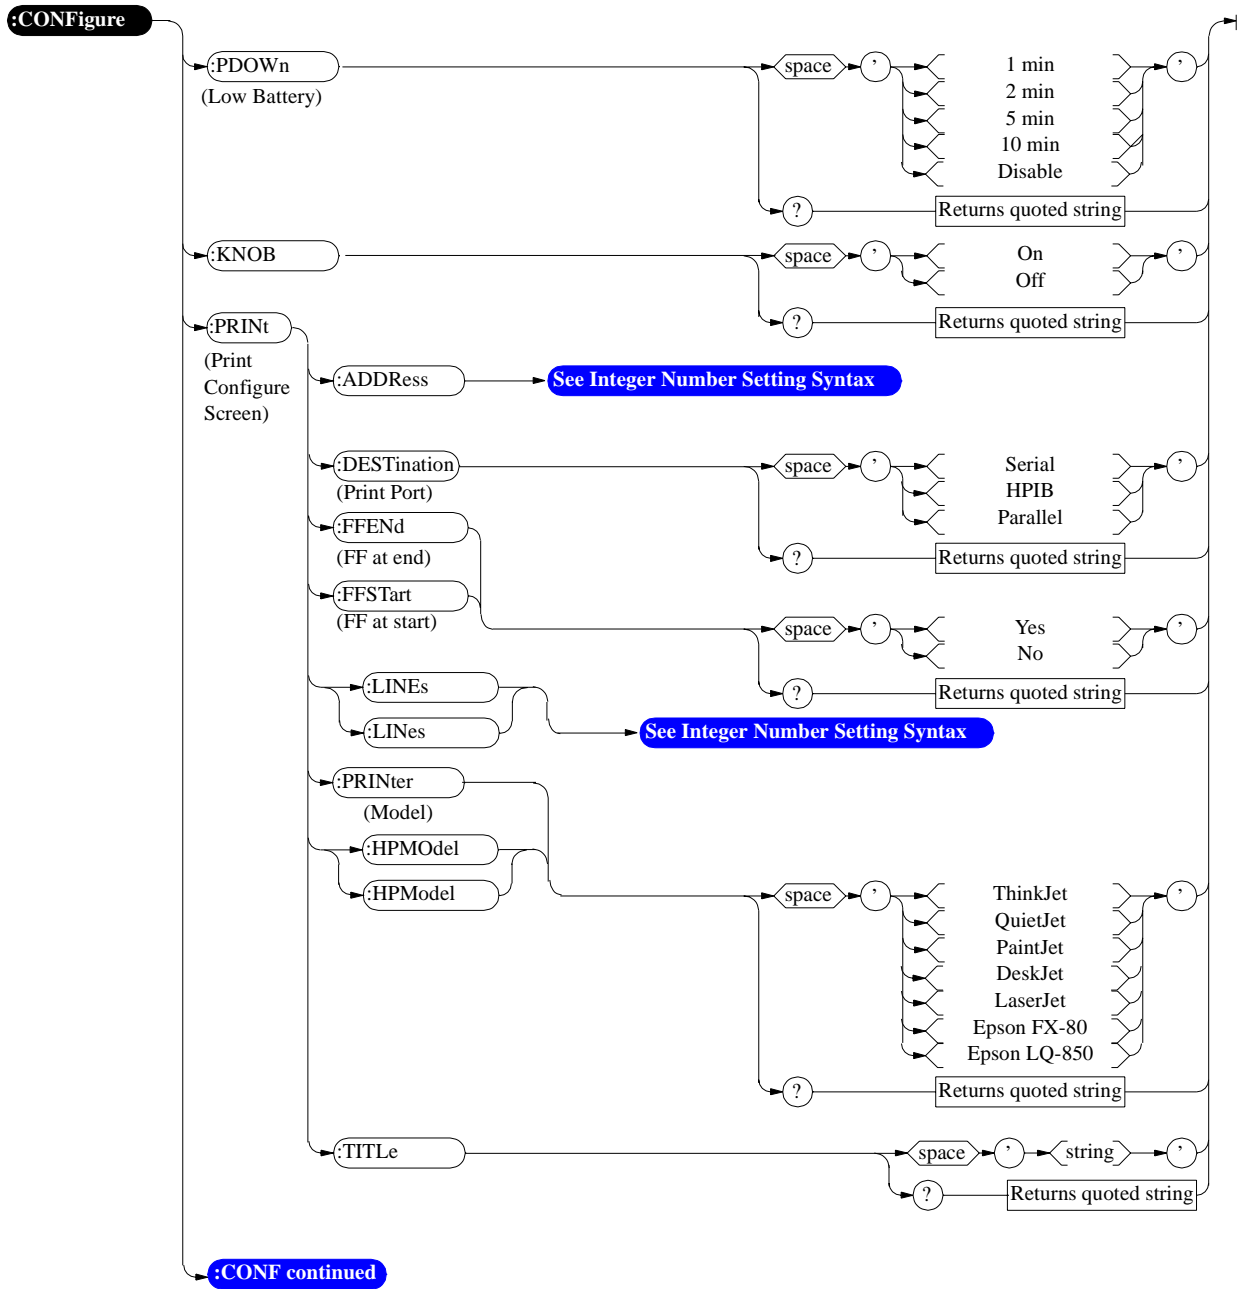 :CONFigure
:PDOWn space ' 1 min '
(Low Battery) 2 min
5 min
10 min
Disable
? Returns quoted string
:KNOB space ' On '
Off
:PRINt ? Returns quoted string
(Print
Configure
Screen)
:ADDRess See Integer Number Setting Syntax
:DESTination space ' Serial '
(Print Port) HPIB
Parallel
:FFENd
(FF at end) ? Returns quoted string
:FFSTart
(FF at start) space ' Yes '
No
:LINEs ? Returns quoted string
:LINes See Integer Number Setting Syntax
:PRINter
(Model)
:HPMOdel
:HPModel space ' ThinkJet '
QuietJet
PaintJet
DeskJet
LaserJet
Epson FX-80
Epson LQ-850
? Returns quoted string
:TITLe space ' string '
? Returns quoted string
:CONF continued